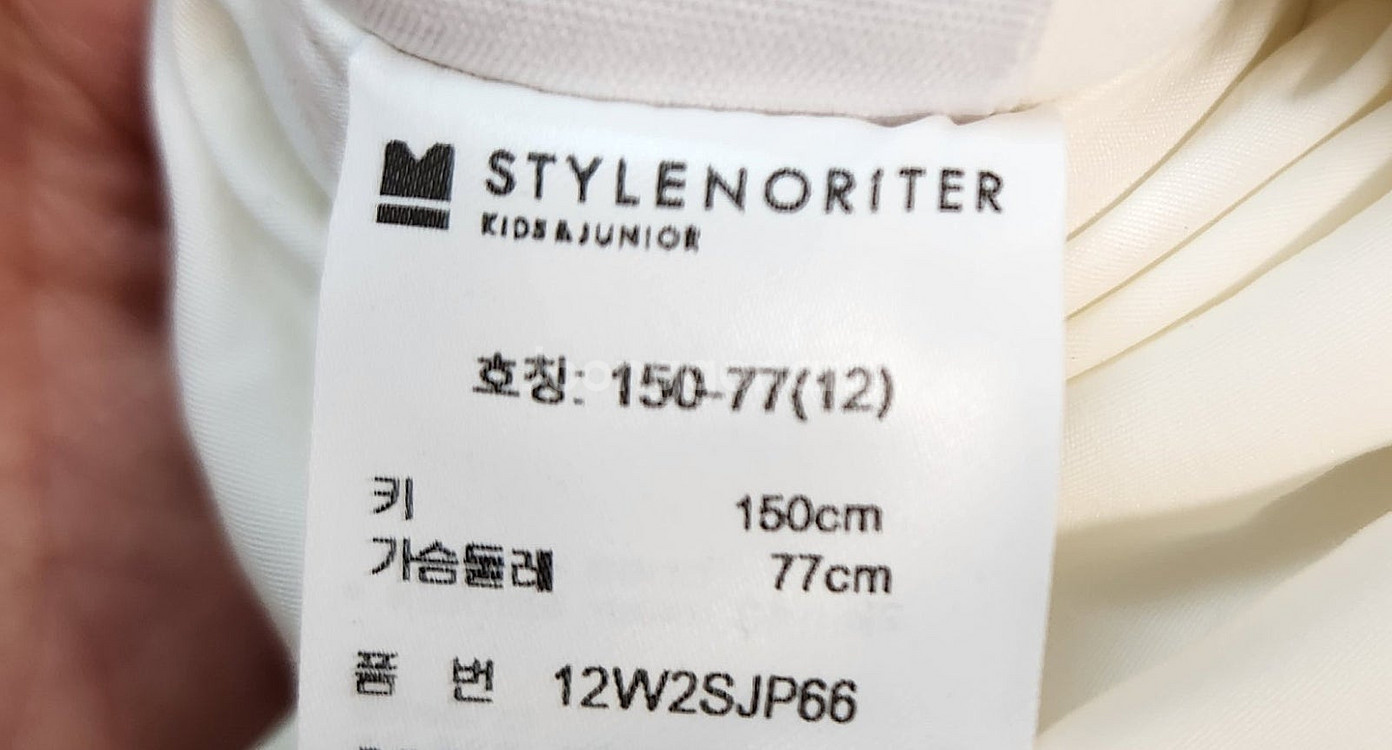 STYLENORITER
KIDS&JUNIOR
호칭: 150-77(12)
키 150cm
가슴둘레 77cm
품 번 12W2SJP66